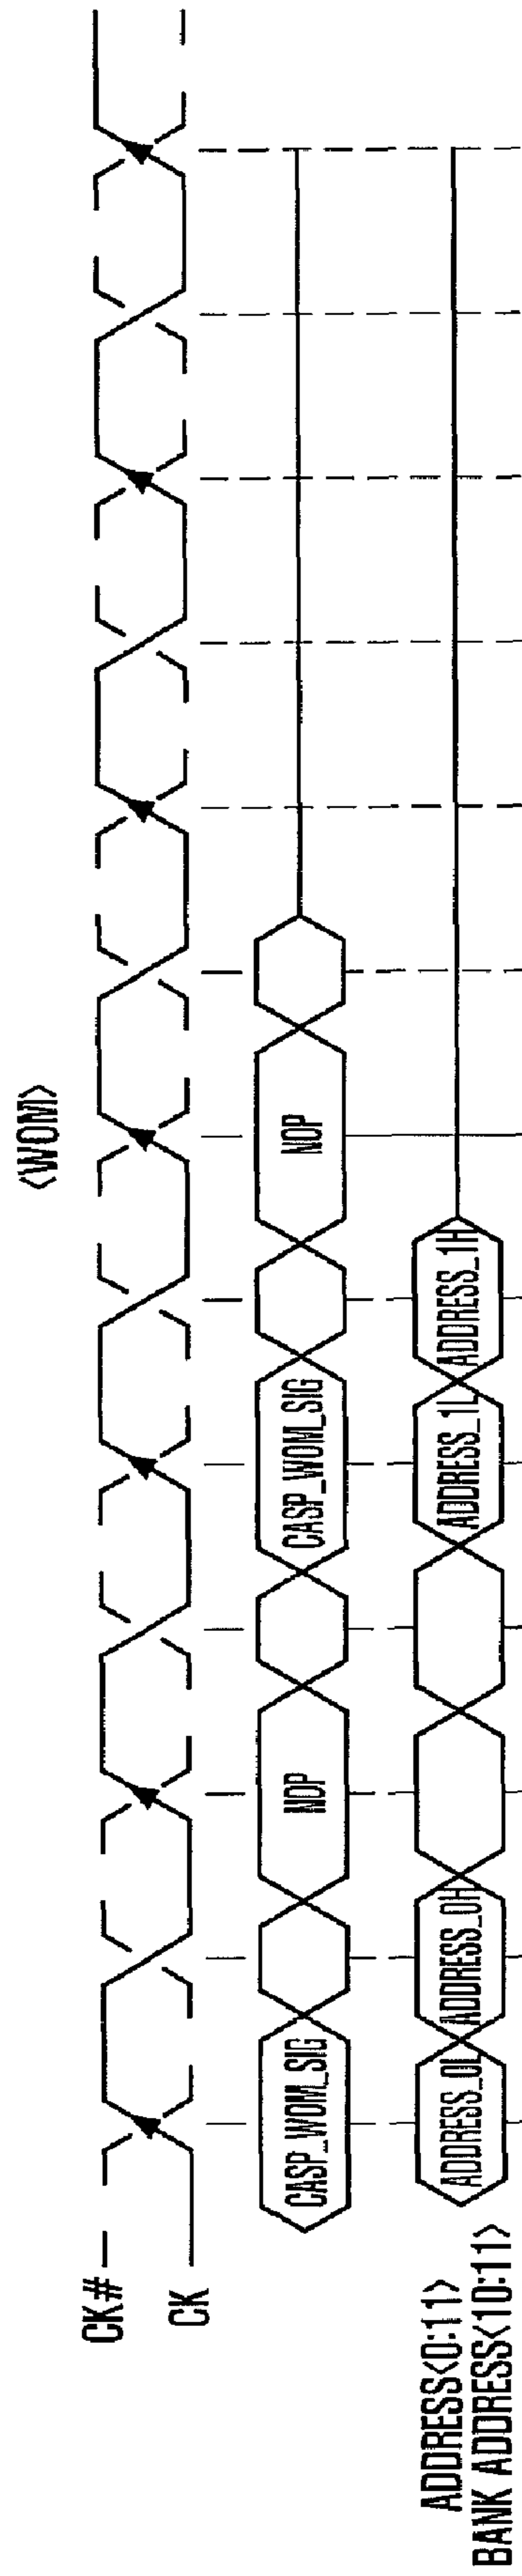 <WOM>
CK#
CK
CASP_WOM_SIG
NOP
CASP_WOM_SIG
NOP
ADDRESS<0:11>
BANK ADDRESS<10:11>
ADDRESS_0L
ADDRESS_0H
ADDRESS_1L
ADDRESS_1H